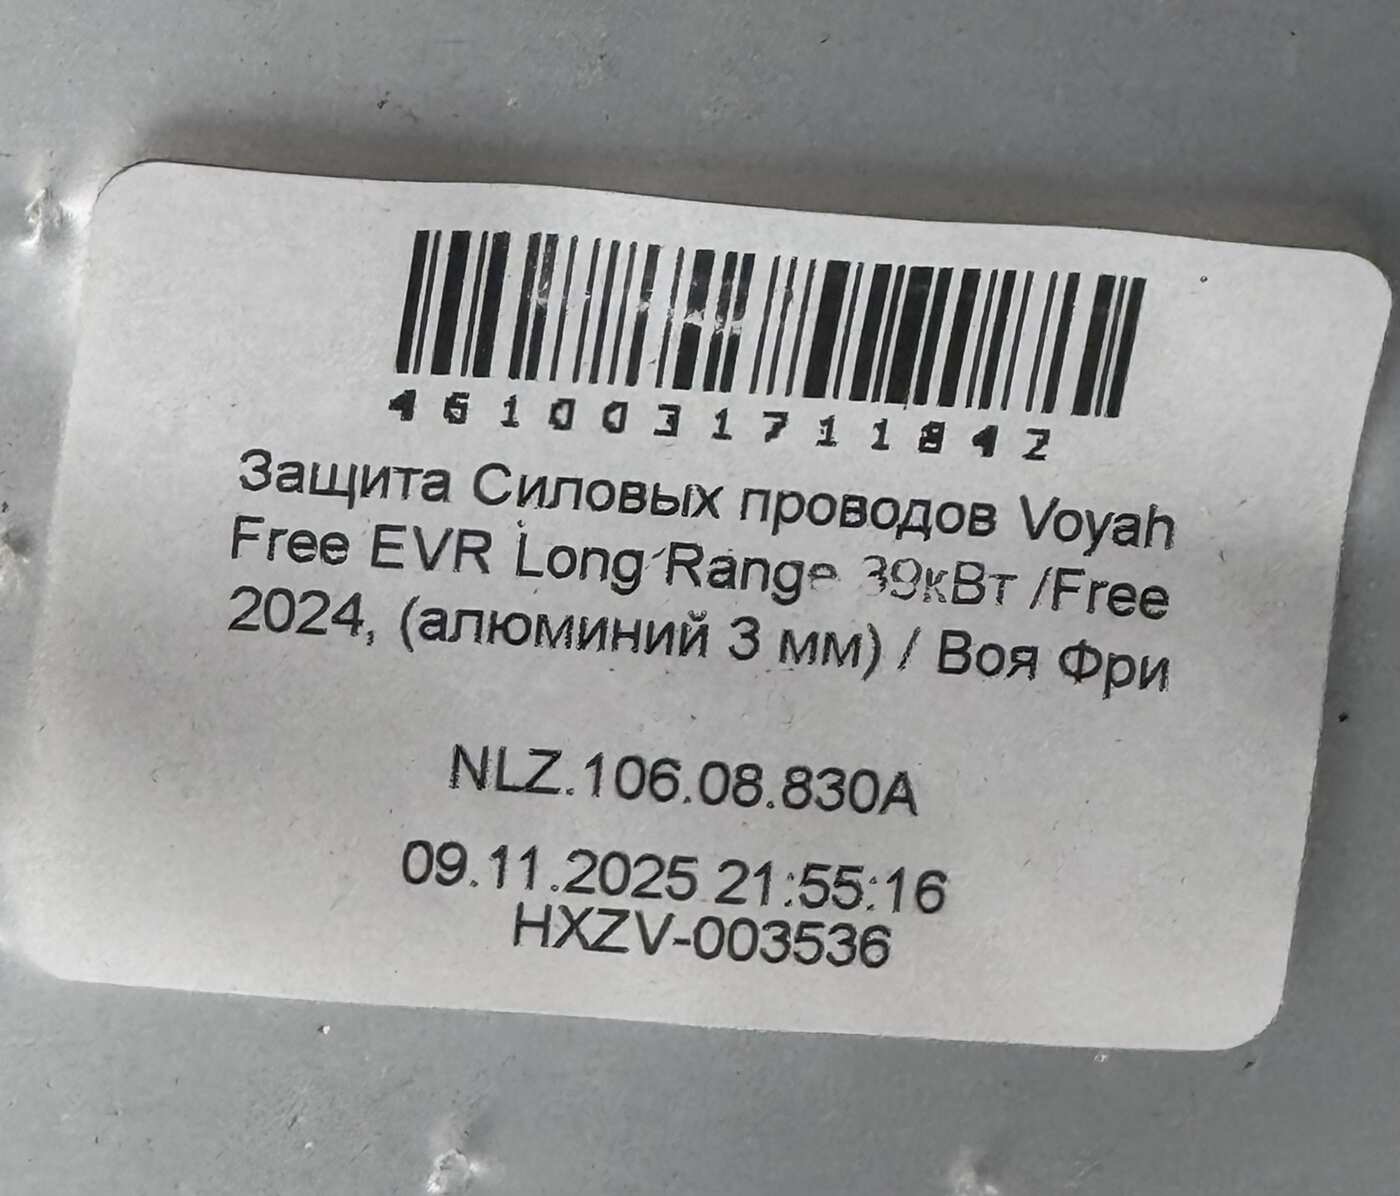 4610031711842
Защита Силовых проводов Voyah
Free EVR Long Range 39кВт /Free
2024, (алюминий 3 мм) / Воя Фри
NLZ.106.08.830A
09.11.2025 21:55:16
HXZV-003536